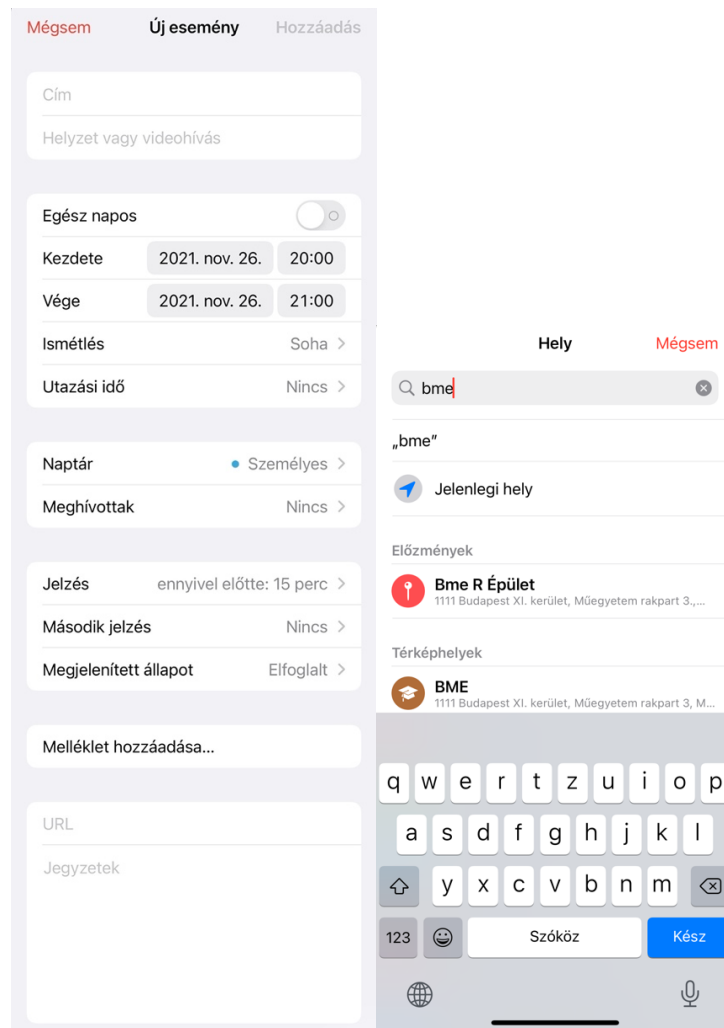 Mégsem Új esemény Hozzáadás
Cím
Helyzet vagy videohívás
Egész napos
Kezdete 2021. nov. 26. 20:00
Vége 2021. nov. 26. 21:00
Ismétlés Soha
Utazási idő Nincs
Naptár Személyes
Meghívottak Nincs
Jelzés ennyivel előtte: 15 perc
Második jelzés Nincs
Megjelenített állapot Elfoglalt
Melléklet hozzáadása...
URL
Jegyzetek
Hely Mégsem
bme
„bme”
Jelenlegi hely
Előzmények
Bme R Épület
1111 Budapest XI. kerület, Műegyetem rakpart 3.,...
Térképhelyek
BME
1111 Budapest XI. kerület, Műegyetem rakpart 3, M...
q w e r t z u i o p
a s d f g h j k l
y x c v b n m
123 Szóköz Kész